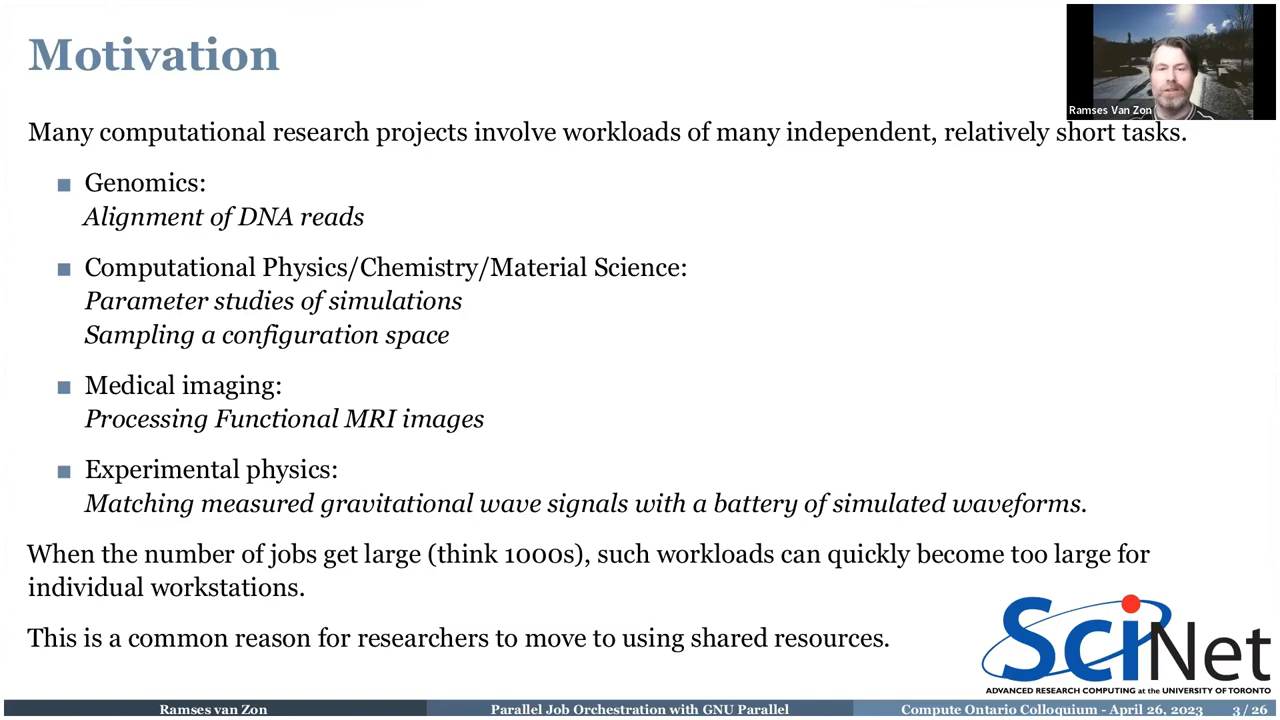 Motivation
Ramses Van Zon
Many computational research projects involve workloads of many independent, relatively short tasks.
Genomics:
Alignment of DNA reads
Computational Physics/Chemistry/Material Science:
Parameter studies of simulations
Sampling a configuration space
Medical imaging:
Processing Functional MRI images
Experimental physics:
Matching measured gravitational wave signals with a battery of simulated waveforms.
When the number of jobs get large (think 1000s), such workloads can quickly become too large for
individual workstations.
This is a common reason for researchers to move to using shared resources.
SciNet
ADVANCED RESEARCH COMPUTING at the UNIVERSITY OF TORONTO
Ramses van Zon Parallel Job Orchestration with GNU Parallel Compute Ontario Colloquium - April 26, 2023 3 / 26